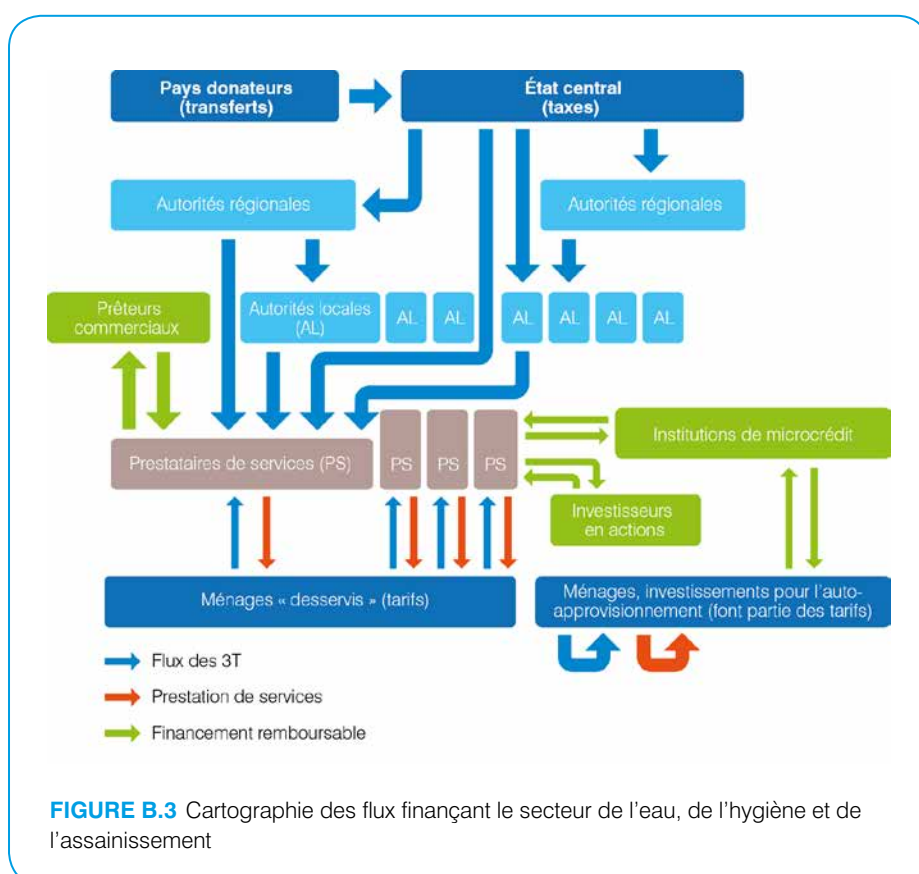 Pays donateurs
(transferts)
État central
(taxes)
Autorités régionales
Autorités régionales
Prêteurs
commerciaux
Autorités locales
(AL)
AL
AL
AL
AL
AL
AL
Prestataires de services (PS)
PS
PS
PS
Institutions de microcrédit
Investisseurs
en actions
Ménages « desservis » (tarifs)
Ménages, investissements pour l'auto-
approvisionnement (font partie des tarifs)
Flux des 3T
Prestation de services
Financement remboursable
FIGURE B.3 Cartographie des flux finançant le secteur de l'eau, de l'hygiène et de
l'assainissement